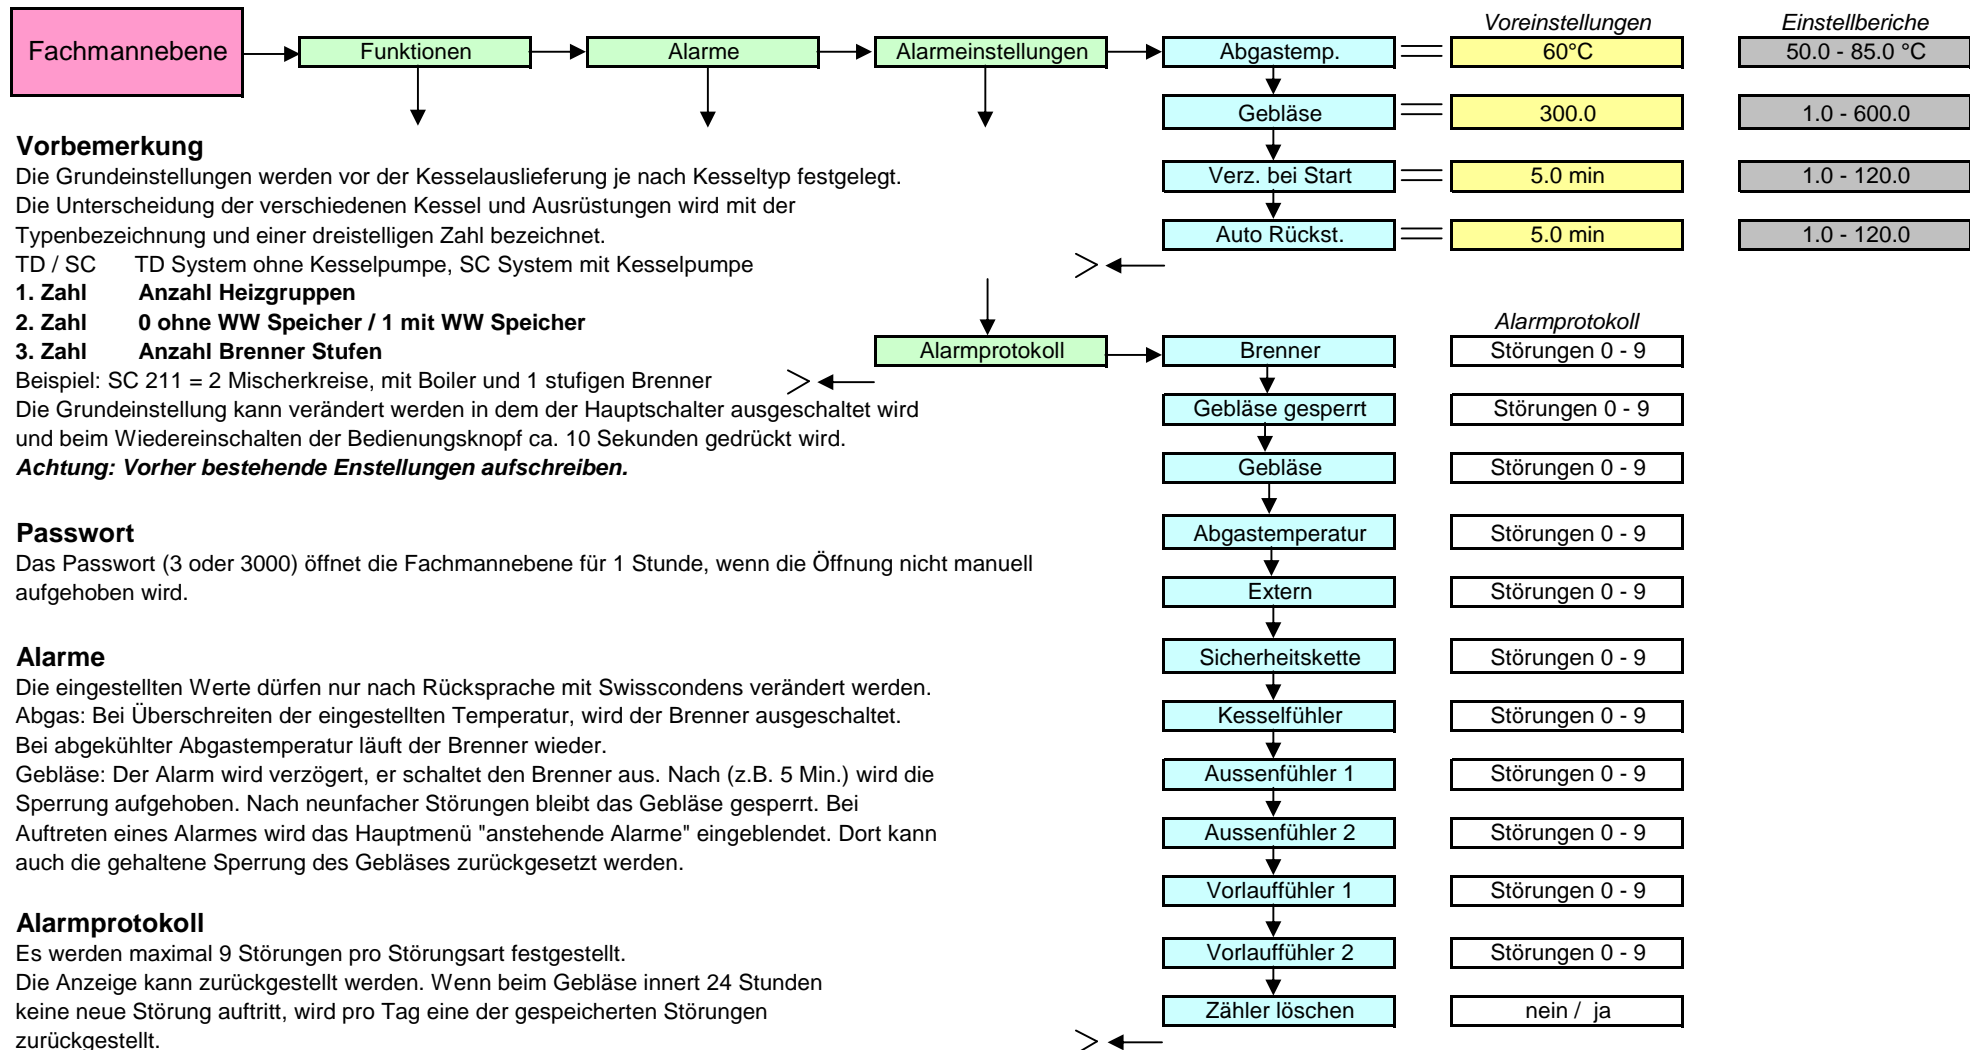 Voreinstellungen Einstellberiche
Fachmannebene Funktionen Alarme Alarmeinstellungen Abgastemp. 60°C 50.0 - 85.0 °C
Gebläse 300.0 1.0 - 600.0
Verz. bei Start 5.0 min 1.0 - 120.0
Auto Rückst. 5.0 min 1.0 - 120.0
Vorbemerkung
Die Grundeinstellungen werden vor der Kesselauslieferung je nach Kesseltyp festgelegt.
Die Unterscheidung der verschiedenen Kessel und Ausrüstungen wird mit der
Typenbezeichnung und einer dreistelligen Zahl bezeichnet.
TD / SC TD System ohne Kesselpumpe, SC System mit Kesselpumpe
1. Zahl Anzahl Heizgruppen
2. Zahl 0 ohne WW Speicher / 1 mit WW Speicher
3. Zahl Anzahl Brenner Stufen
Beispiel: SC 211 = 2 Mischerkreise, mit Boiler und 1 stufigen Brenner
Die Grundeinstellung kann verändert werden in dem der Hauptschalter ausgeschaltet wird
und beim Wiedereinschalten der Bedienungsknopf ca. 10 Sekunden gedrückt wird.
Achtung: Vorher bestehende Enstellungen aufschreiben.
Passwort
Das Passwort (3 oder 3000) öffnet die Fachmannebene für 1 Stunde, wenn die Öffnung nicht manuell
aufgehoben wird.
Alarme
Die eingestellten Werte dürfen nur nach Rücksprache mit Swisscondens verändert werden.
Abgas: Bei Überschreiten der eingestellten Temperatur, wird der Brenner ausgeschaltet.
Bei abgekühlter Abgastemperatur läuft der Brenner wieder.
Gebläse: Der Alarm wird verzögert, er schaltet den Brenner aus. Nach (z.B. 5 Min.) wird die
Sperrung aufgehoben. Nach neunfacher Störungen bleibt das Gebläse gesperrt. Bei
Auftreten eines Alarmes wird das Hauptmenü "anstehende Alarme" eingeblendet. Dort kann
auch die gehaltene Sperrung des Gebläses zurückgesetzt werden.
Alarmprotokoll
Es werden maximal 9 Störungen pro Störungsart festgestellt.
Die Anzeige kann zurückgestellt werden. Wenn beim Gebläse innert 24 Stunden
keine neue Störung auftritt, wird pro Tag eine der gespeicherten Störungen
zurückgestellt.
Alarmprotokoll
Alarmprotokoll Brenner Störungen 0 - 9
Gebläse gesperrt Störungen 0 - 9
Gebläse Störungen 0 - 9
Abgastemperatur Störungen 0 - 9
Extern Störungen 0 - 9
Sicherheitskette Störungen 0 - 9
Kesselfühler Störungen 0 - 9
Aussenfühler 1 Störungen 0 - 9
Aussenfühler 2 Störungen 0 - 9
Vorlauffühler 1 Störungen 0 - 9
Vorlauffühler 2 Störungen 0 - 9
Zähler löschen nein / ja